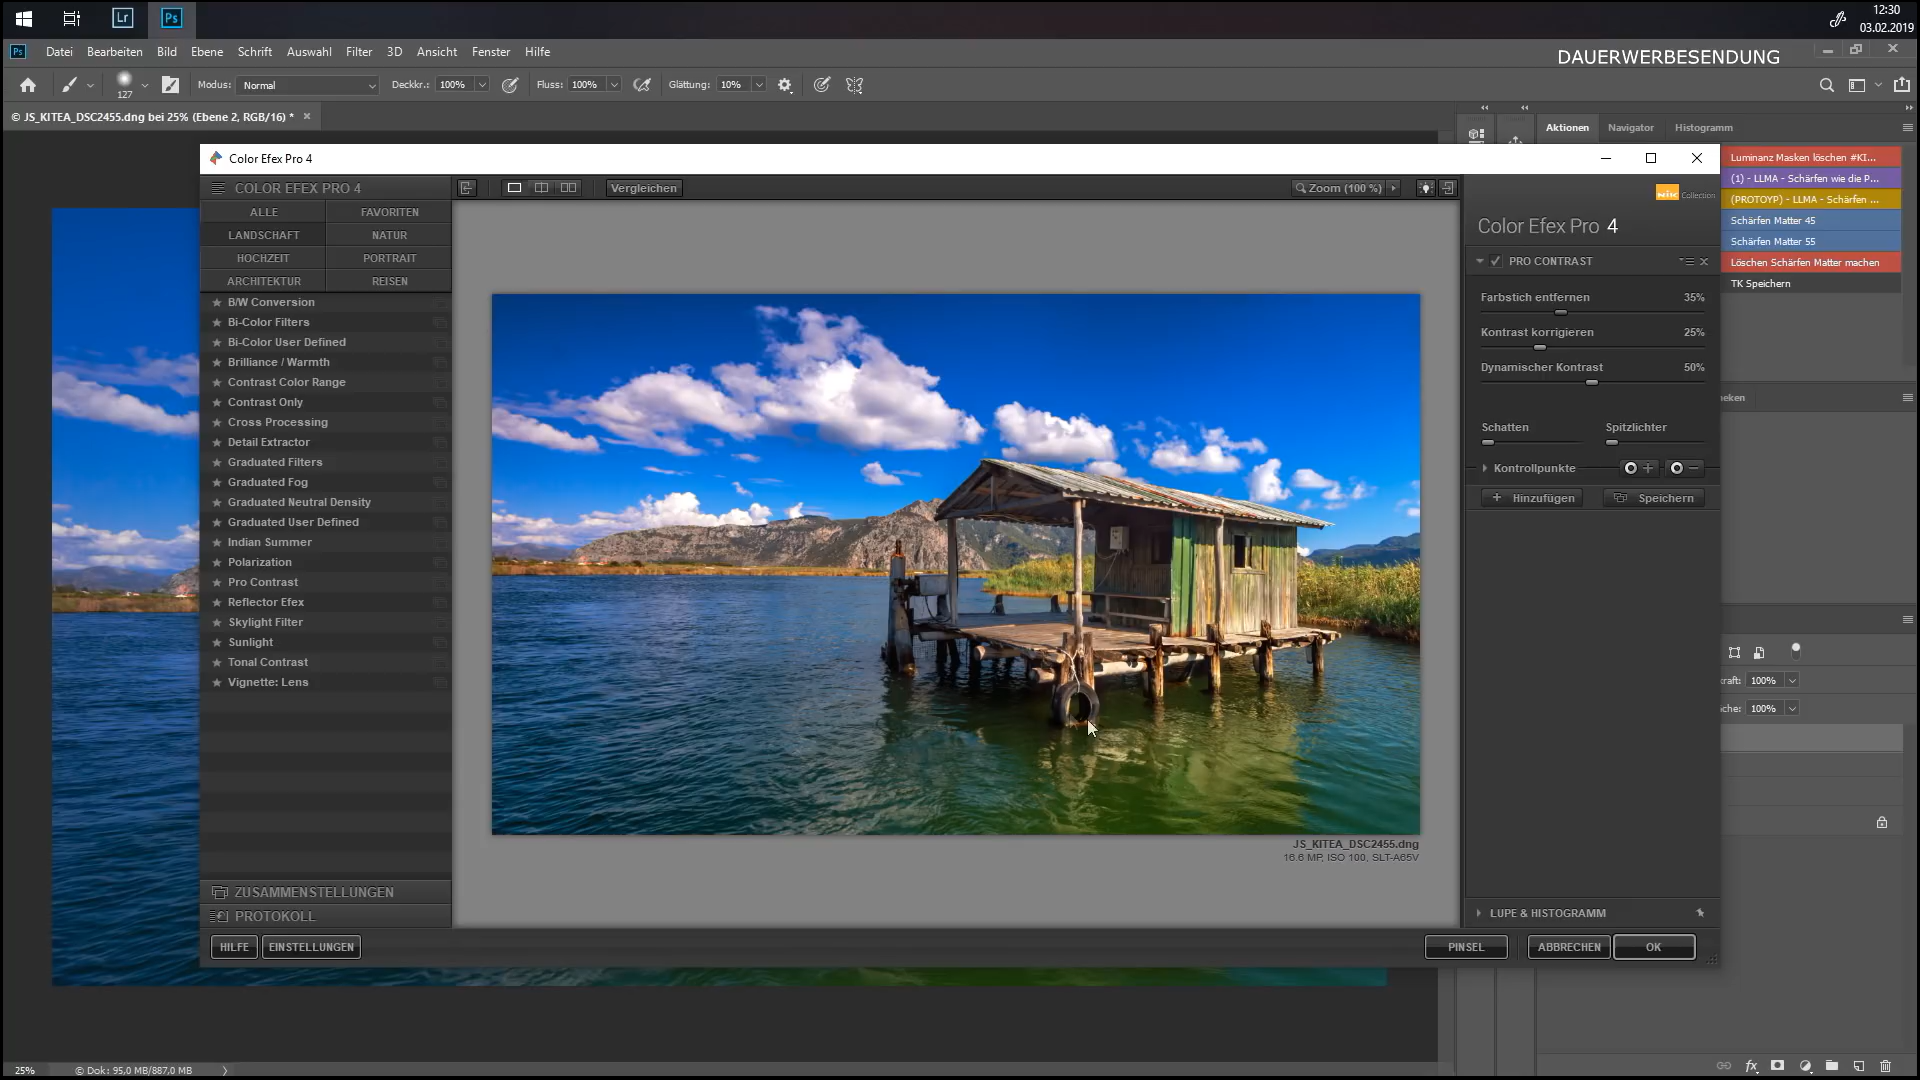 12:30
03.02.2019
Lr
Ps
Ps
Datei Bearbeiten Bild Ebene Schrift Auswahl Filter 3D Ansicht Fenster Hilfe
DAUERWERBESENDUNG
127
Modus: Normal Deckkr.: 100% Fluss: 100% Glättung: 10%
© JS_KITEA_DSC2455.dng bei 25% (Ebene 2, RGB/16) *
Aktionen Navigator Histogramm
Color Efex Pro 4
Luminanz Masken löschen #KI...
(1) - LLMA - Schärfen wie die P...
(PROTOYP) - LLMA - Schärfen ...
Schärfen Matter 45
Schärfen Matter 55
Löschen Schärfen Matter machen
TK Speichern
COLOR EFEX PRO 4
Vergleichen
Zoom (100 %)
ALLE FAVORITEN
LANDSCHAFT NATUR
HOCHZEIT PORTRAIT
ARCHITEKTUR REISEN
B/W Conversion
Bi-Color Filters
Bi-Color User Defined
Brilliance / Warmth
Contrast Color Range
Contrast Only
Cross Processing
Detail Extractor
Graduated Filters
Graduated Fog
Graduated Neutral Density
Graduated User Defined
Indian Summer
Polarization
Pro Contrast
Reflector Efex
Skylight Filter
Sunlight
Tonal Contrast
Vignette: Lens
ZUSAMMENSTELLUNGEN
PROTOKOLL
HILFE EINSTELLUNGEN
JS_KITEA_DSC2455.dng
16.6 MP, ISO 100, SLT-A65V
nik Collection
Color Efex Pro 4
PRO CONTRAST
Farbstich entfernen 35%
Kontrast korrigieren 25%
Dynamischer Kontrast 50%
Schatten Spitzlichter
Kontrollpunkte
Hinzufügen Speichern
LUPE & HISTOGRAMM
PINSEL ABBRECHEN OK
eken
raft: 100%
che: 100%
fx
25% © Dok: 95,0 MB/887,0 MB